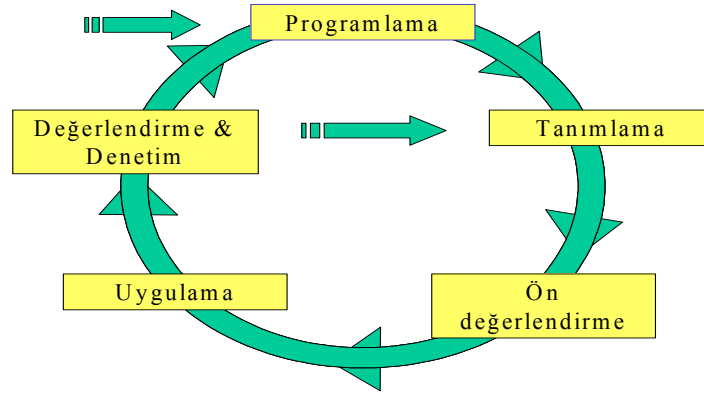 Programlama
Değerlendirme &
Denetim
Tanımlama
Uygulama
Ön
değerlendirme